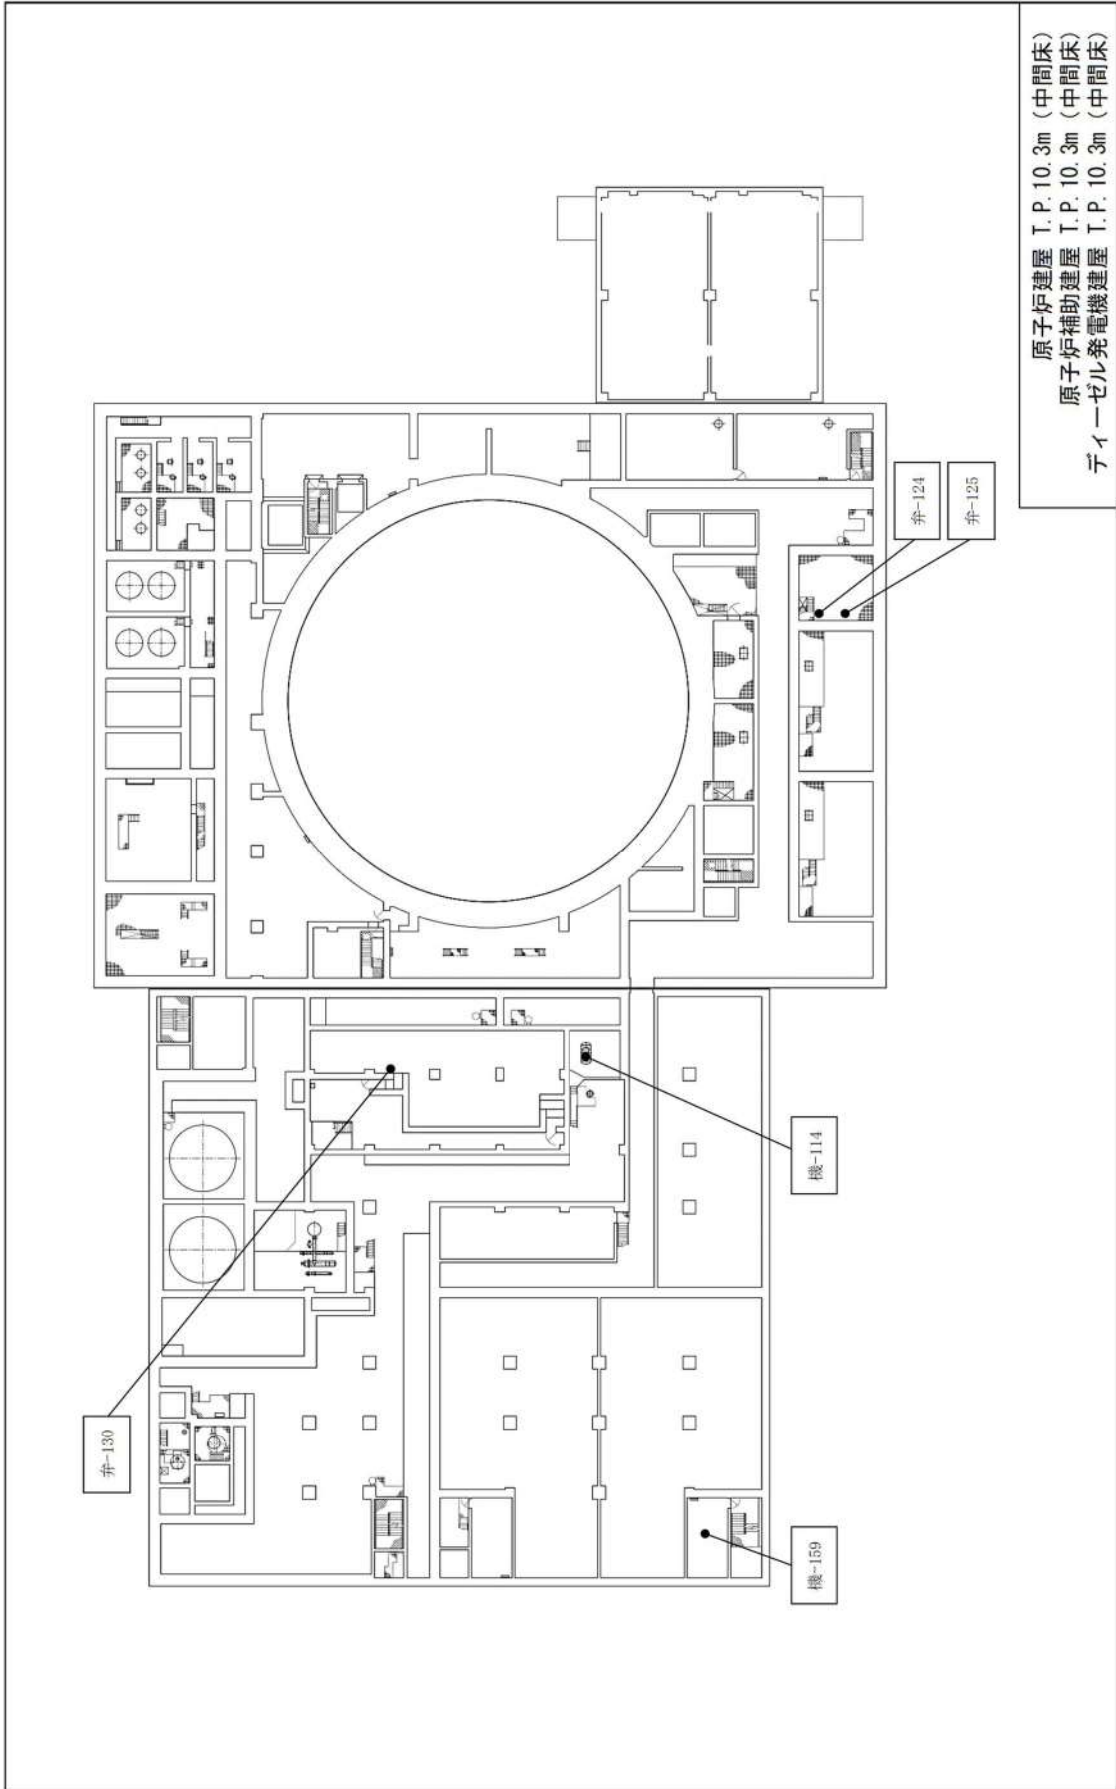 原子炉建屋 T.P.10.3m (中間床)
原子炉補助建屋 T.P.10.3m (中間床)
ディーゼル発電機建屋 T.P.10.3m (中間床)
弁-124
弁-125
弁-130
機-114
機-159